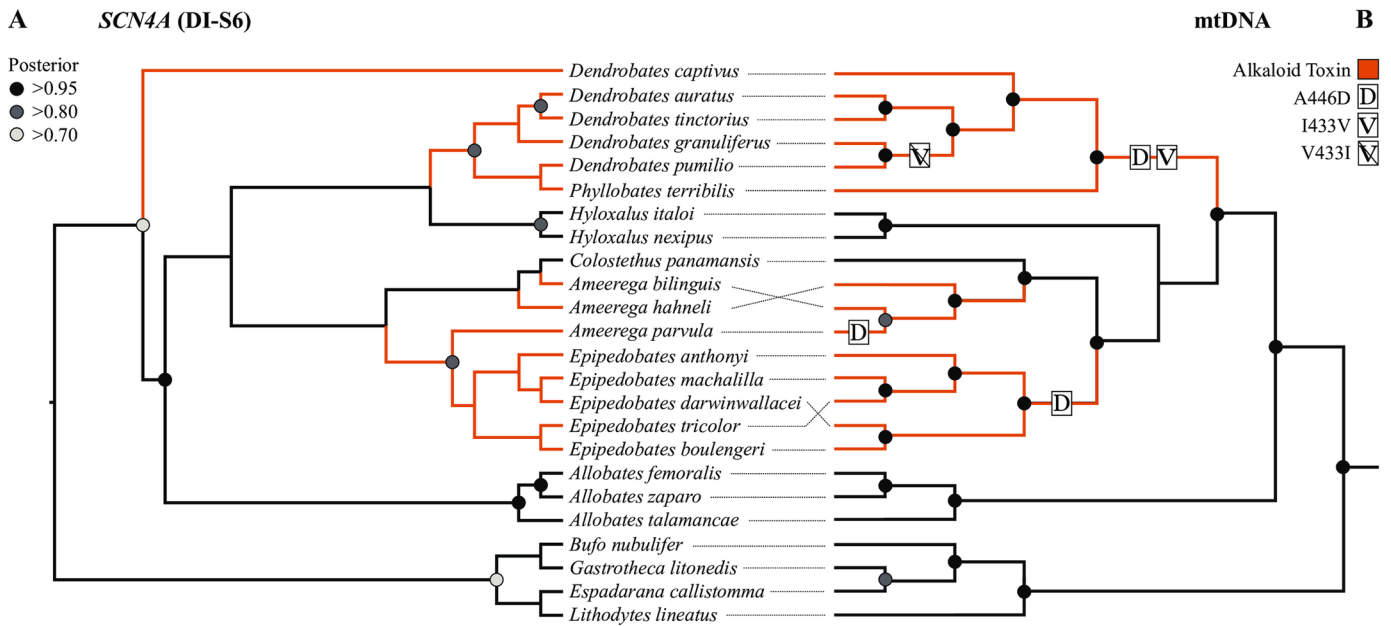 A SCN4A (DI-S6) mtDNA B
Posterior
>0.95
>0.80
>0.70
Alkaloid Toxin
A446D D
I433V V
V433I V
Dendrobates captivus
Dendrobates auratus
Dendrobates tinctorius
Dendrobates granuliferus
Dendrobates pumilio
Phyllobates terribilis
Hyloxalus italoi
Hyloxalus nexipus
Colostethus panamansis
Ameerega bilinguis
Ameerega hahneli
Ameerega parvula
Epipedobates anthonyi
Epipedobates machalilla
Epipedobates darwinwallacei
Epipedobates tricolor
Epipedobates boulengeri
Allobates femoralis
Allobates zaparo
Allobates talamancae
Bufo nubulifer
Gastrotheca litonedis
Espadarana callistomma
Lithodytes lineatus
V
D V
D
D